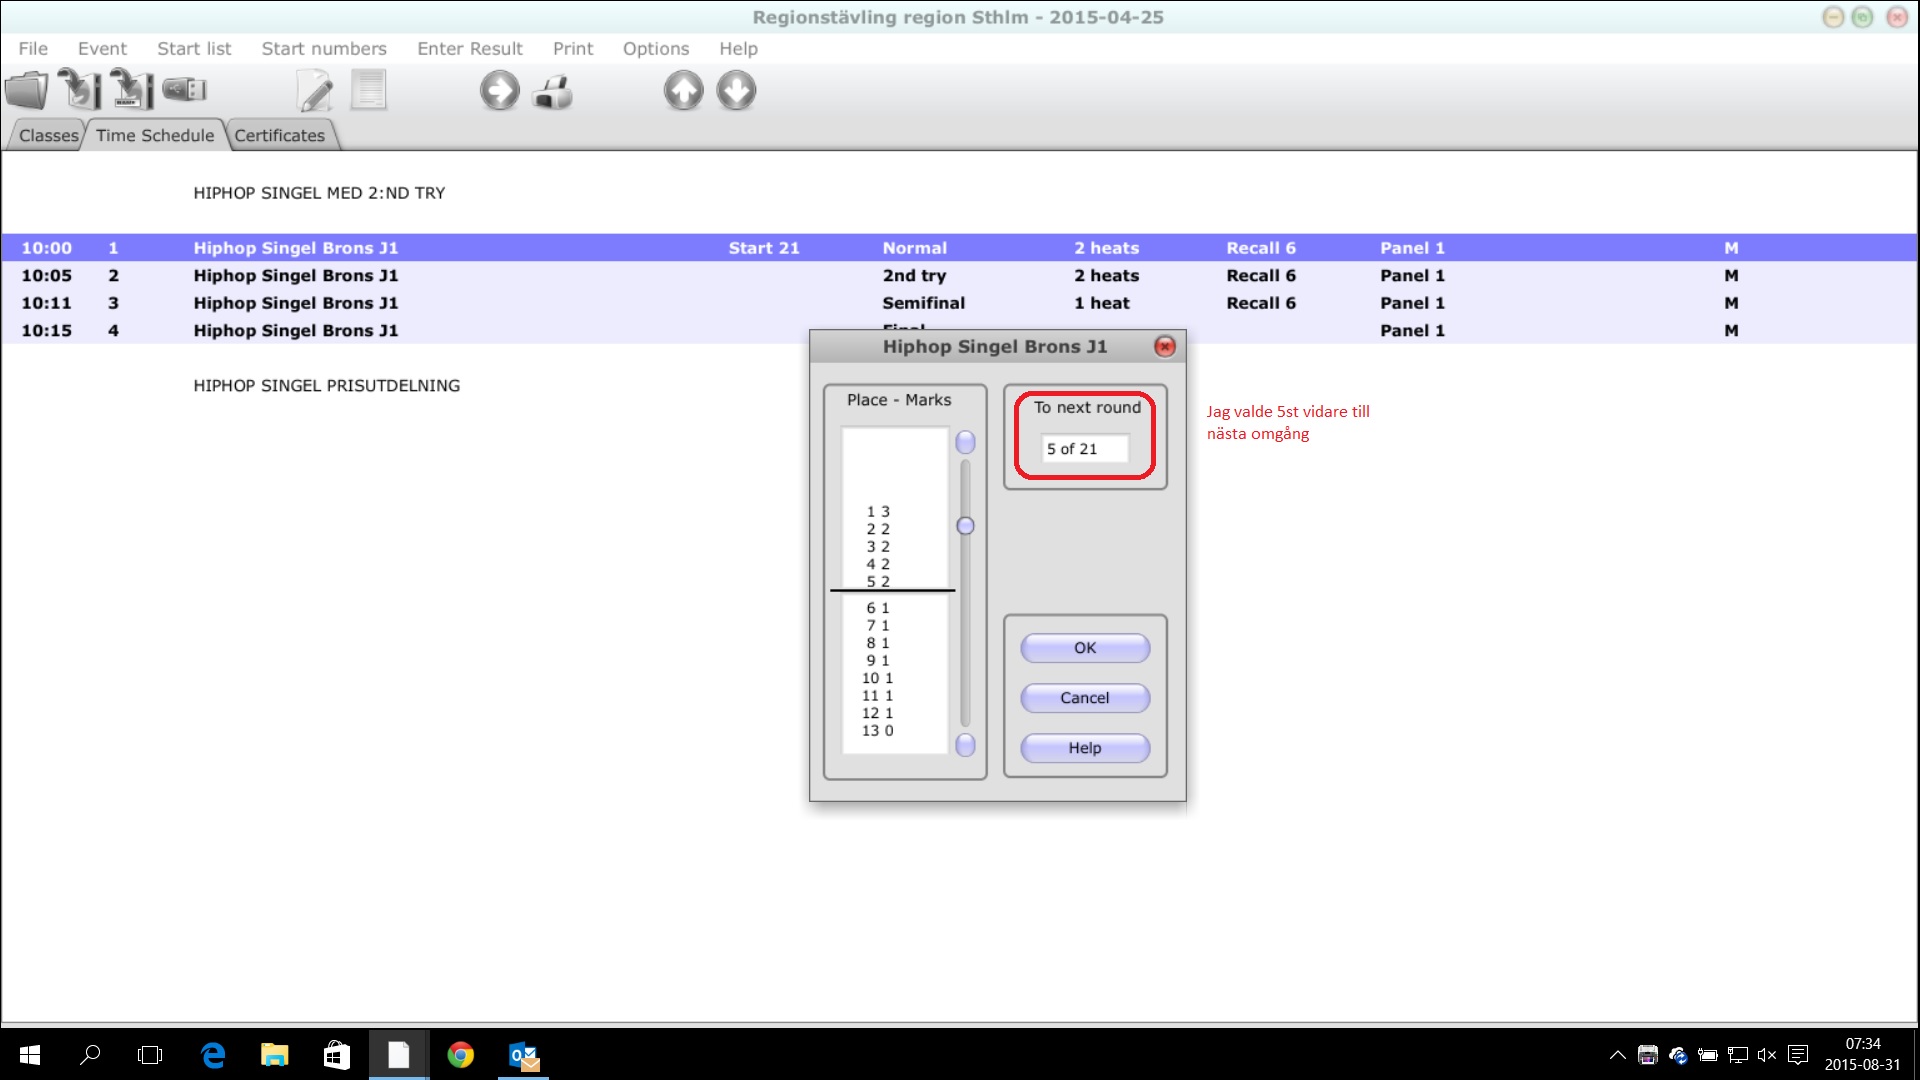 Regionstävling region Sthlm - 2015-04-25
File Event Start list Start numbers Enter Result Print Options Help
Classes Time Schedule Certificates
HIPHOP SINGEL MED 2:ND TRY
10:00 1 Hiphop Singel Brons J1 Start 21 Normal 2 heats Recall 6 Panel 1 M
10:05 2 Hiphop Singel Brons J1 2nd try 2 heats Recall 6 Panel 1 M
10:11 3 Hiphop Singel Brons J1 Semifinal 1 heat Recall 6 Panel 1 M
10:15 4 Hiphop Singel Brons J1 Final Panel 1 M
HIPHOP SINGEL PRISUTDELNING
Hiphop Singel Brons J1
Place - Marks
1 3
2 2
3 2
4 2
5 2
6 1
7 1
8 1
9 1
10 1
11 1
12 1
13 0
To next round
5 of 21
OK
Cancel
Help
Jag valde 5st vidare till
nästa omgång
07:34
2015-08-31